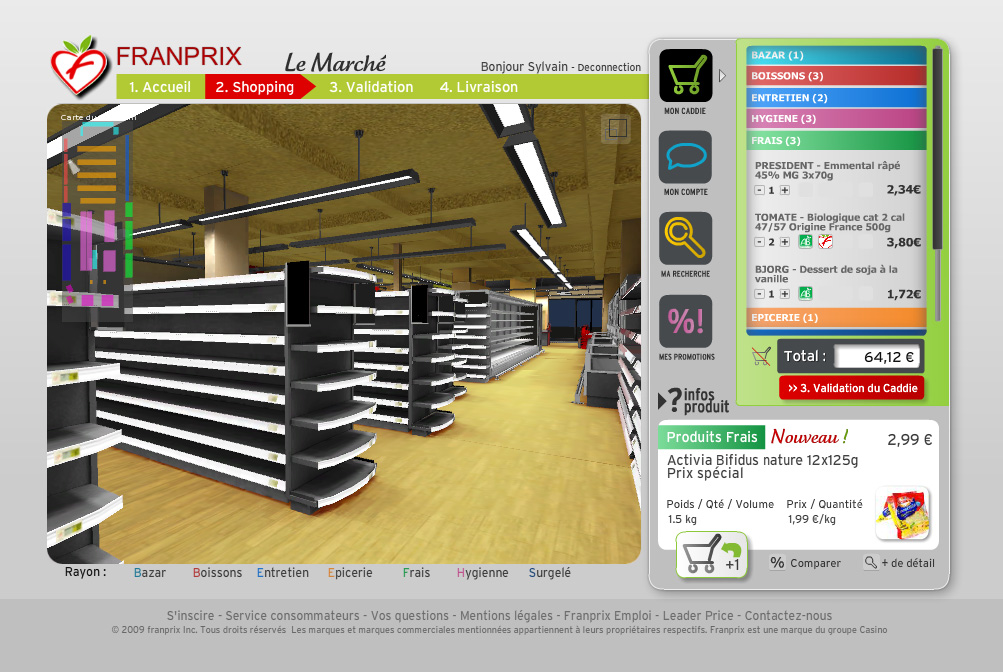 FRANPRIX
Le Marché
Bonjour Sylvain - Deconnection
1. Accueil
2. Shopping
3. Validation
4. Livraison
Carte du
MON CADDIE
MON COMPTE
MA RECHERCHE
%!
MES PROMOTIONS
BAZAR (1)
BOISSONS (3)
ENTRETIEN (2)
HYGIENE (3)
FRAIS (3)
PRESIDENT - Emmental râpé
45% MG 3x70g
- 1 + 2,34€
TOMATE - Biologique cat 2 cal
47/57 Origine France 500g
- 2 + AB 3,80€
BJORG - Dessert de soja à la
vanille
- 1 + AB 1,72€
EPICERIE (1)
Total : 64,12 €
>> 3. Validation du Caddie
? infos
produit
Produits Frais Nouveau ! 2,99 €
Activia Bifidus nature 12x125g
Prix spécial
Poids / Qté / Volume Prix / Quantité
1.5 kg 1,99 €/kg
+1
% Comparer
+ de détail
Rayon : Bazar Boissons Entretien Epicerie Frais Hygienne Surgelé
S'inscire - Service consommateurs - Vos questions - Mentions légales - Franprix Emploi - Leader Price - Contactez-nous
© 2009 franprix Inc. Tous droits réservés Les marques et marques commerciales mentionnées appartiennent à leurs propriétaires respectifs. Franprix est une marque du groupe Casino